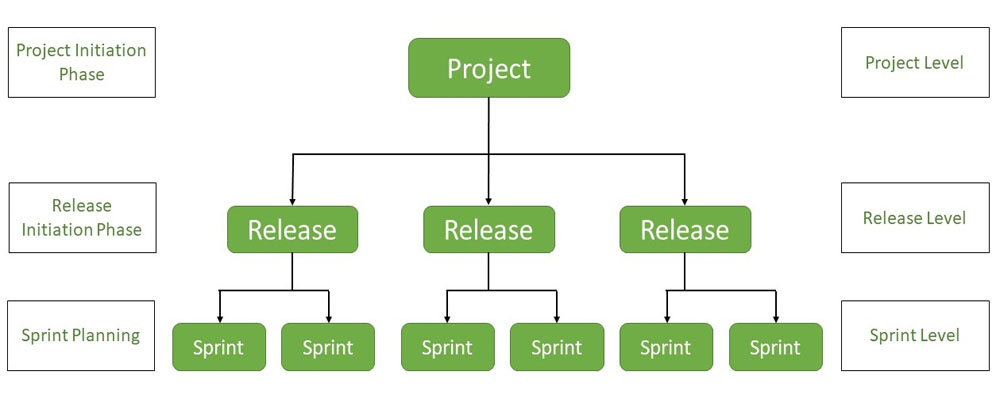 Project Initiation
Phase
Project
Project Level
Release
Initiation Phase
Release
Release
Release
Release Level
Sprint Planning
Sprint
Sprint
Sprint
Sprint
Sprint
Sprint
Sprint Level